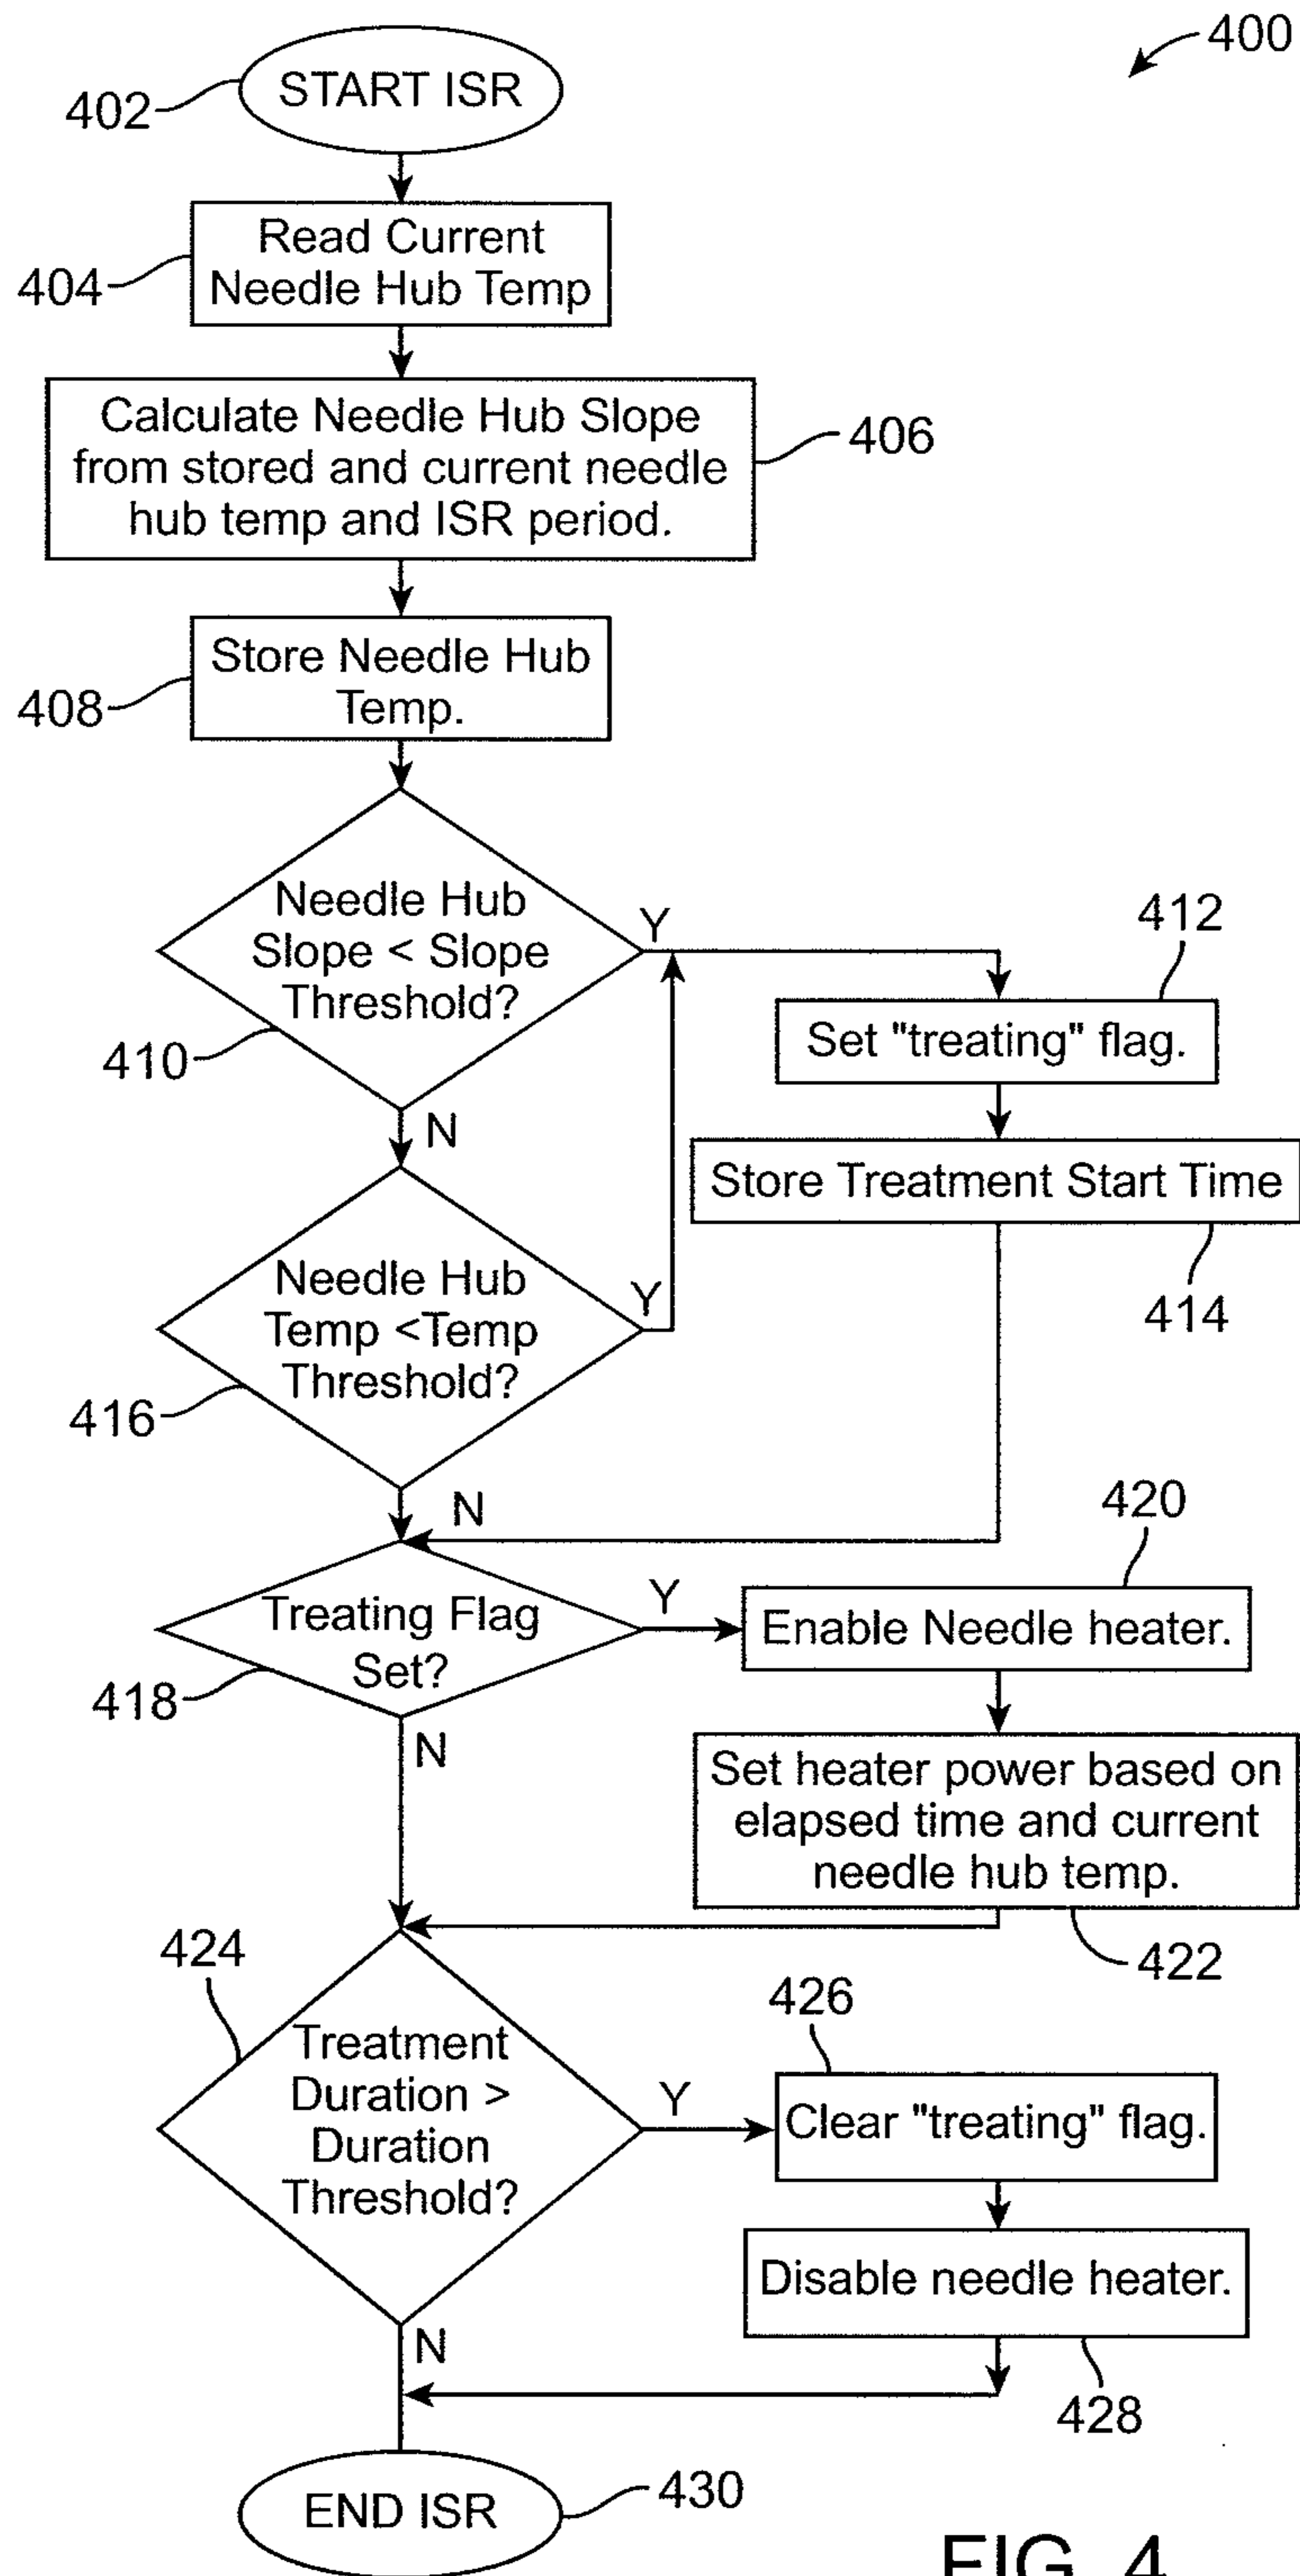 400
START ISR
402
Read Current
Needle Hub Temp
404
Calculate Needle Hub Slope
from stored and current needle
hub temp and ISR period.
406
Store Needle Hub
Temp.
408
Needle Hub
Slope < Slope
Threshold?
Y
410
N
412
Set "treating" flag.
Store Treatment Start Time
414
Needle Hub
Temp <Temp
Threshold?
Y
416
N
Treating Flag
Set?
Y
418
N
420
Enable Needle heater.
Set heater power based on
elapsed time and current
needle hub temp.
422
424
Treatment
Duration >
Duration
Threshold?
Y
N
426
Clear "treating" flag.
Disable needle heater.
428
END ISR
430
FIG. 4